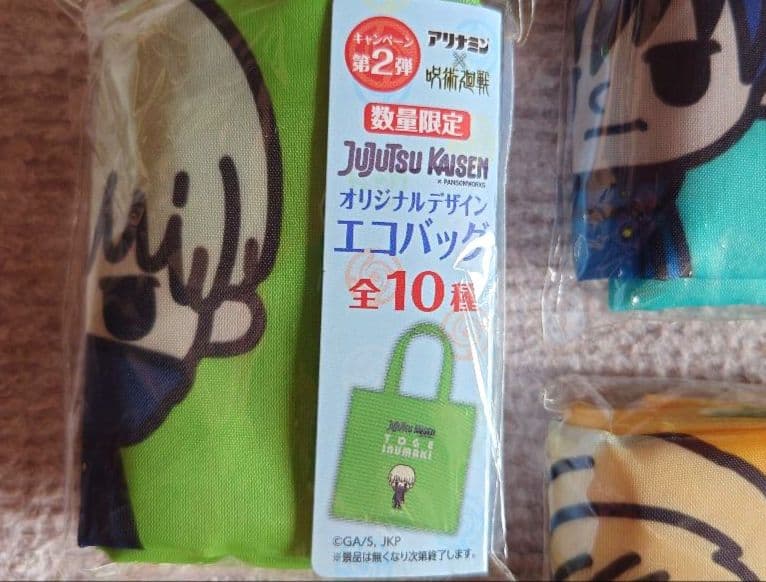 キャンペーン
第2弾
アリナミン
×
呪術廻戦
数量限定
JUJUTSU KAISEN
× PANSONWORKS
オリジナルデザイン
エコバッグ
全10種
JUJUTSU KAISEN
TOGE
INUMAKI
©GA/S, JKP
※景品は無くなり次第終了します。